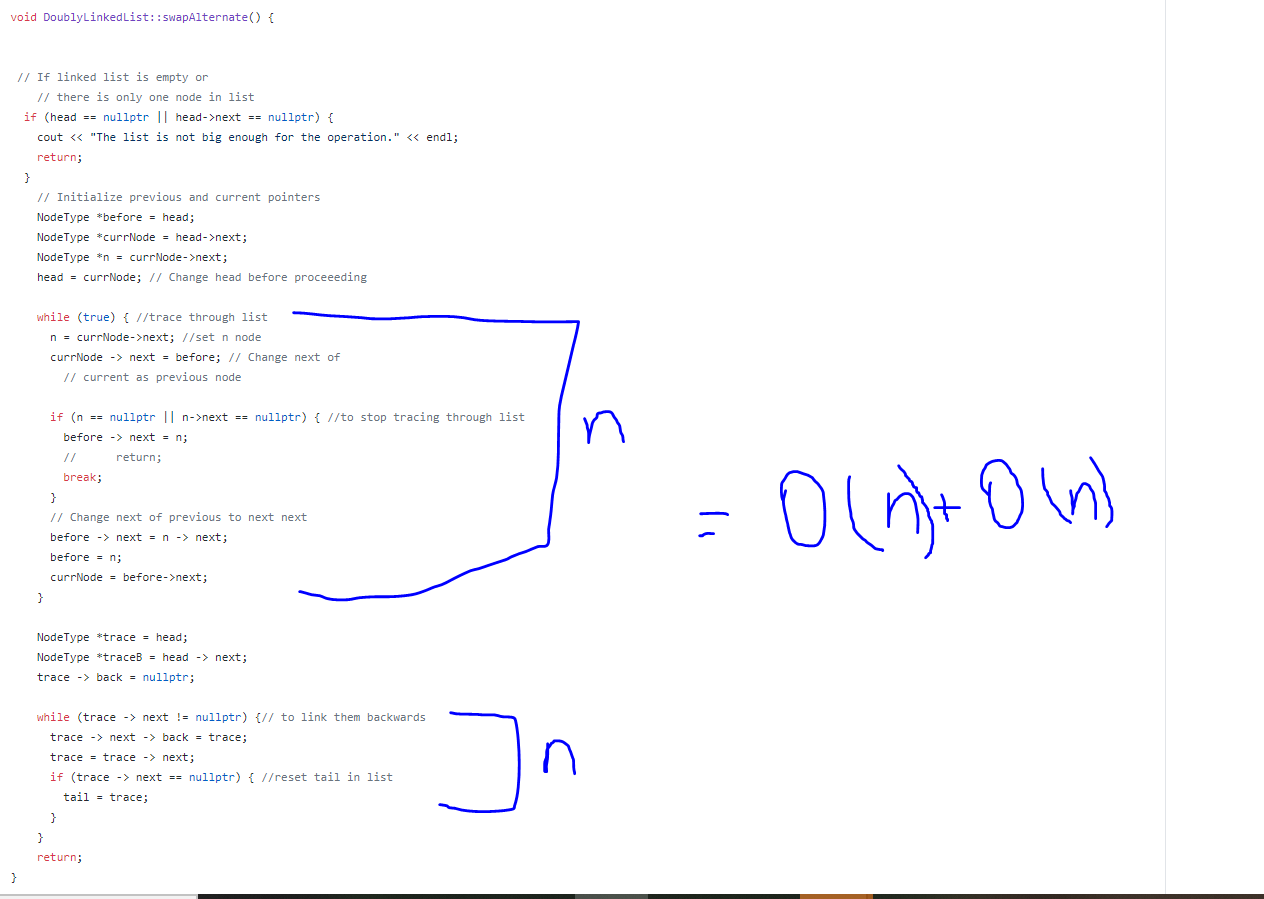 void DoublyLinkedList::swapAlternate() {
// If linked list is empty or
// there is only one node in list
if (head == nullptr || head->next == nullptr) {
cout << "The list is not big enough for the operation." << endl;
return;
}
// Initialize previous and current pointers
NodeType *before = head;
NodeType *currNode = head->next;
NodeType *n = currNode->next;
head = currNode; // Change head before proceeeding
while (true) { //trace through list
n = currNode->next; //set n node
currNode -> next = before; // Change next of
// current as previous node
if (n == nullptr || n->next == nullptr) { //to stop tracing through list
before -> next = n;
// return;
break;
}
// Change next of previous to next next
before -> next = n -> next;
before = n;
currNode = before->next;
}
n
= O(n)+O(n)
NodeType *trace = head;
NodeType *traceB = head -> next;
trace -> back = nullptr;
while (trace -> next != nullptr) {// to link them backwards
trace -> next -> back = trace;
trace = trace -> next;
if (trace -> next == nullptr) { //reset tail in list
tail = trace;
}
}
n
return;
}